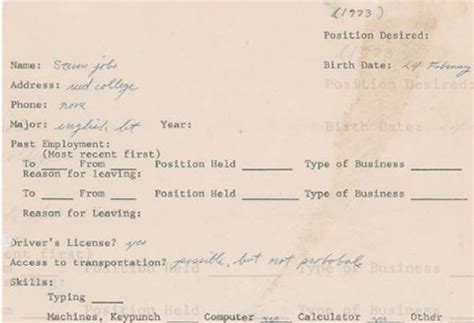 (1973)
Position Desired:
Name: Steven jobs Birth Date: 24 February
Address: reed college
Phone: none
Major: english lit Year:
Past Employment:
(Most recent first)
To From Position Held Type of Business
Reason for leaving:
To From Position Held Type of Business
Reason for Leaving:
Driver's License? yes
Access to transportation? possible, but not probable
Skills:
Typing
Machines, Keypunch Computer yes Calculator yes Other